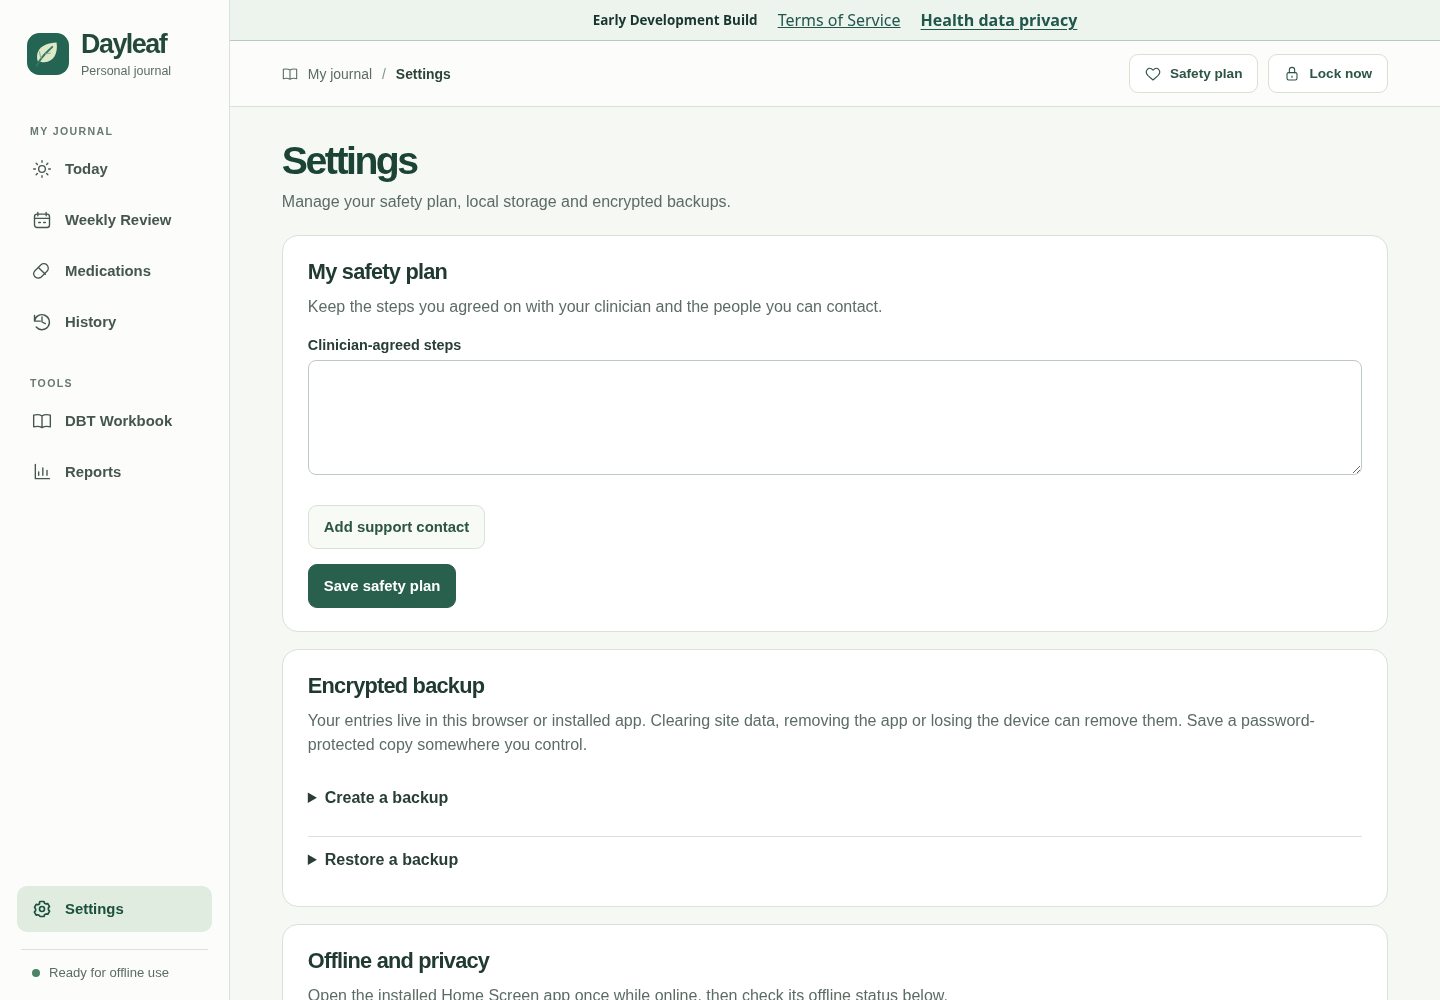 Dayleaf
Personal journal
MY JOURNAL
Today
Weekly Review
Medications
History
TOOLS
DBT Workbook
Reports
Settings
Ready for offline use
Early Development Build Terms of Service Health data privacy
My journal / Settings
Safety plan
Lock now
Settings
Manage your safety plan, local storage and encrypted backups.
My safety plan
Keep the steps you agreed on with your clinician and the people you can contact.
Clinician-agreed steps
Add support contact
Save safety plan
Encrypted backup
Your entries live in this browser or installed app. Clearing site data, removing the app or losing the device can remove them. Save a password-
protected copy somewhere you control.
Create a backup
Restore a backup
Offline and privacy
Open the installed Home Screen app once while online, then check its offline status below.